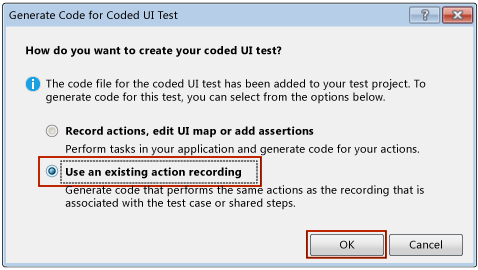 Generate Code for Coded UI Test
How do you want to create your coded UI test?
The code file for the coded UI test has been added to your test project. To
generate code for this test, you can select from the options below.
Record actions, edit UI map or add assertions
Perform tasks in your application and generate code for your actions.
Use an existing action recording
Generate code that performs the same actions as the recording that is
associated with the test case or shared steps.
OK
Cancel